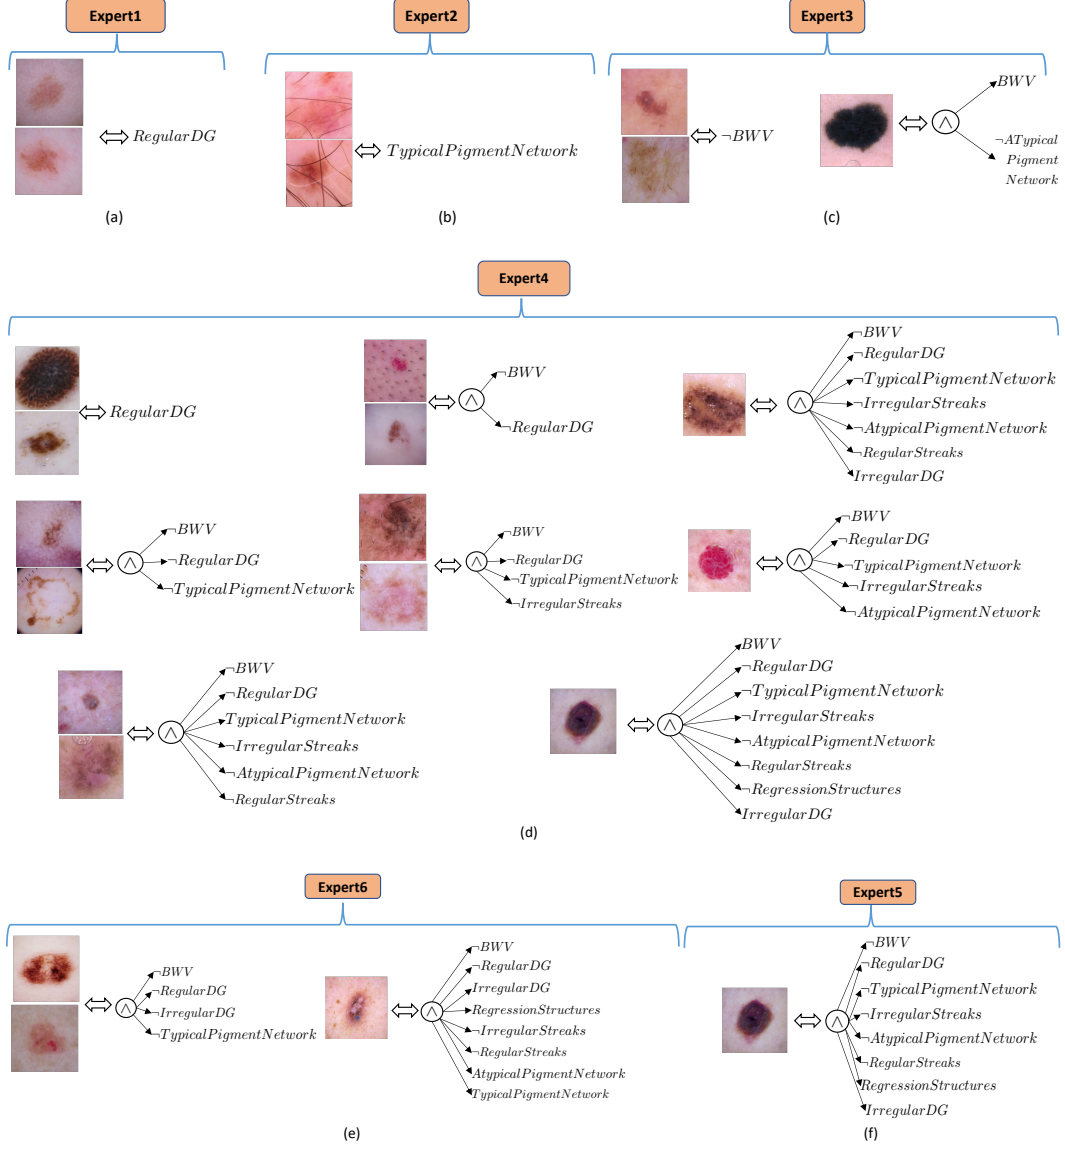 Expert1
RegularDG
(a)
Expert2
TypicalPigmentNetwork
(b)
Expert3
¬BWV
∧
BWV
¬ATypical
Pigment
Network
(c)
Expert4
RegularDG
∧
¬BWV
¬RegularDG
∧
¬BWV
¬RegularDG
¬TypicalPigmentNetwork
¬IrregularStreaks
¬AtypicalPigmentNetwork
¬RegularStreaks
IrregularDG
∧
¬BWV
¬RegularDG
¬TypicalPigmentNetwork
∧
¬BWV
¬RegularDG
¬TypicalPigmentNetwork
¬IrregularStreaks
∧
¬BWV
¬RegularDG
¬TypicalPigmentNetwork
¬IrregularStreaks
¬AtypicalPigmentNetwork
∧
¬BWV
¬RegularDG
TypicalPigmentNetwork
¬IrregularStreaks
¬AtypicalPigmentNetwork
¬RegularStreaks
∧
BWV
¬RegularDG
¬TypicalPigmentNetwork
¬IrregularStreaks
¬AtypicalPigmentNetwork
¬RegularStreaks
¬RegressionStructures
IrregularDG
(d)
Expert6
∧
¬BWV
¬RegularDG
¬IrregularDG
¬TypicalPigmentNetwork
∧
¬BWV
¬RegularDG
IrregularDG
RegressionStructures
¬IrregularStreaks
¬RegularStreaks
AtypicalPigmentNetwork
TypicalPigmentNetwork
(e)
Expert5
∧
¬BWV
¬RegularDG
¬TypicalPigmentNetwork
¬IrregularStreaks
¬AtypicalPigmentNetwork
¬RegularStreaks
RegressionStructures
IrregularDG
(f)